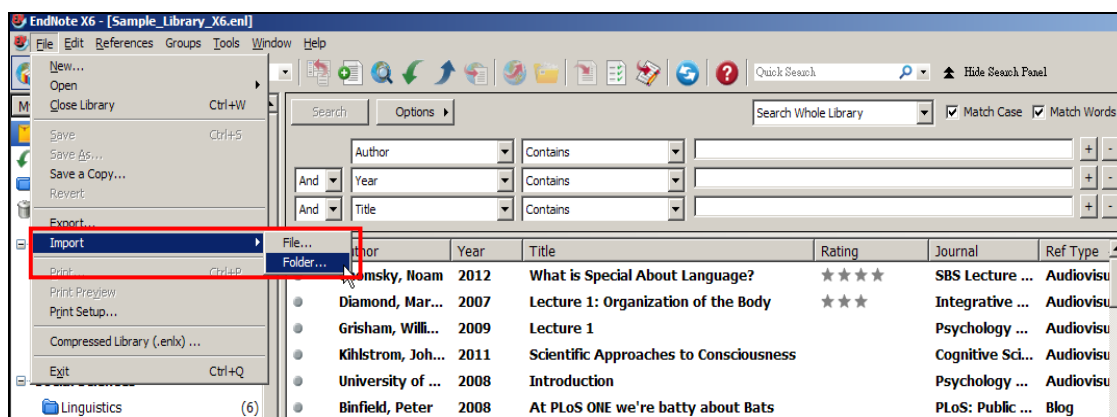 EndNote X6 - [Sample_Library_X6.enl]
File Edit References Groups Tools Window Help
New...
Open
Close Library Ctrl+W
Save Ctrl+S
Save As...
Save a Copy...
Revert
Export...
Import
File...
Folder...
Print... Ctrl+P
Print Preview
Print Setup...
Compressed Library (.enlx) ...
Exit Ctrl+Q
Linguistics (6)
Quick Search Hide Search Panel
Search Options Search Whole Library Match Case Match Words
Author Contains + -
And Year Contains + -
And Title Contains + -
Year Title Rating Journal Ref Type
Noam 2012 What is Special About Language? ★★★★ SBS Lecture ... Audiovisu
Diamond, Mar... 2007 Lecture 1: Organization of the Body ★★★ Integrative ... Audiovisu
Grisham, Willi... 2009 Lecture 1 Psychology ... Audiovisu
Kihlstrom, Joh... 2011 Scientific Approaches to Consciousness Cognitive Sci... Audiovisu
University of ... 2008 Introduction Psychology ... Audiovisu
Binfield, Peter 2008 At PLoS ONE we're batty about Bats PLoS: Public ... Blog